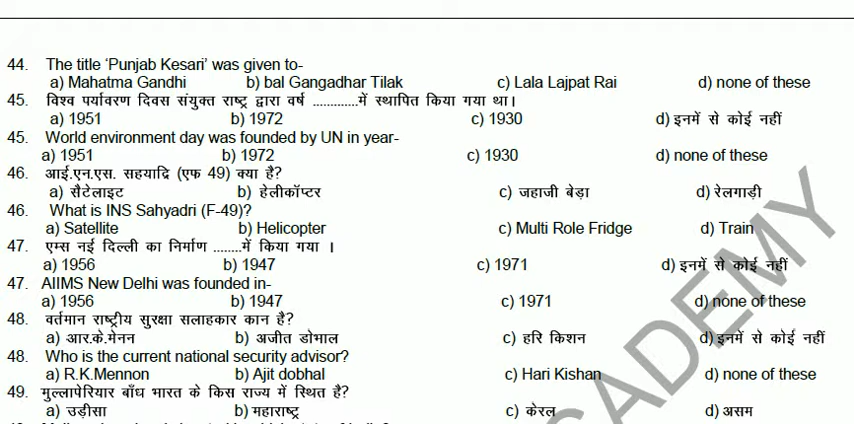 44. The title 'Punjab Kesari' was given to-
a) Mahatma Gandhi b) bal Gangadhar Tilak c) Lala Lajpat Rai d) none of these
45. विश्व पर्यावरण दिवस संयुक्त राष्ट्र द्वारा वर्ष .............में स्थापित किया गया था।
a) 1951 b) 1972 c) 1930 d) इनमें से कोई नहीं
45. World environment day was founded by UN in year-
a) 1951 b) 1972 c) 1930 d) none of these
46. आई.एन.एस. सहयाद्रि (एफ 49) क्या है?
a) सैटेलाइट b) हेलीकॉप्टर c) जहाजी बेड़ा d) रेलगाड़ी
46. What is INS Sahyadri (F-49)?
a) Satellite b) Helicopter c) Multi Role Fridge d) Train
47. एम्स नई दिल्ली का निर्माण ........में किया गया ।
a) 1956 b) 1947 c) 1971 d) इनमें से कोई नहीं
47. AIIMS New Delhi was founded in-
a) 1956 b) 1947 c) 1971 d) none of these
48. वर्तमान राष्ट्रीय सुरक्षा सलाहकार कान है?
a) आर.के.मेनन b) अजीत डोभाल c) हरि किशन d) इनमें से कोई नहीं
48. Who is the current national security advisor?
a) R.K.Mennon b) Ajit dobhal c) Hari Kishan d) none of these
49. मुल्लापेरियार बाँध भारत के किस राज्य में स्थित है?
a) उड़ीसा b) महाराष्ट्र c) केरल d) असम
CADEMY